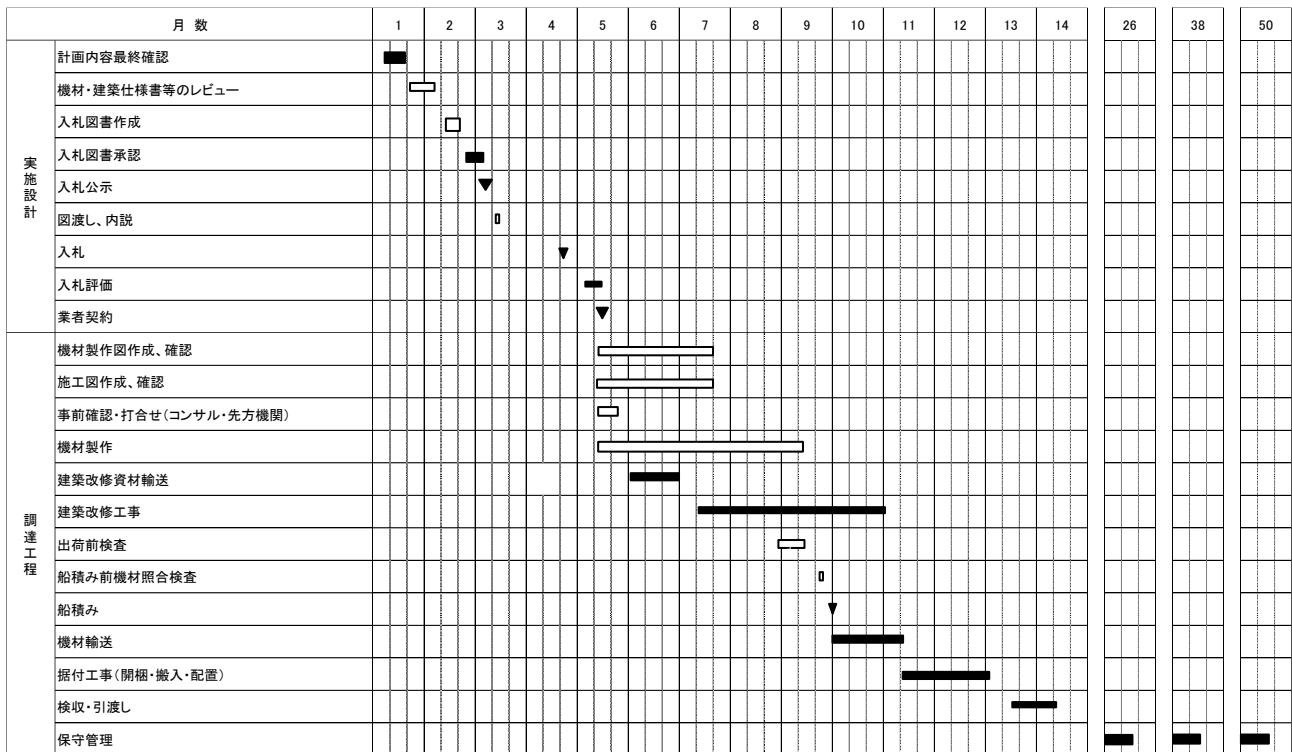 月 数 1 2 3 4 5 6 7 8 9 10 11 12 13 14 26 38 50
実施設計
計画内容最終確認
機材・建築仕様書等のレビュー
入札図書作成
入札図書承認
入札公示
図渡し、内説
入札
入札評価
業者契約
調達工程
機材製作図作成、確認
施工図作成、確認
事前確認・打合せ（コンサル・先方機関）
機材製作
建築改修資材輸送
建築改修工事
出荷前検査
船積み前機材照合検査
船積み
機材輸送
据付工事（開梱・搬入・配置）
検収・引渡し
保守管理